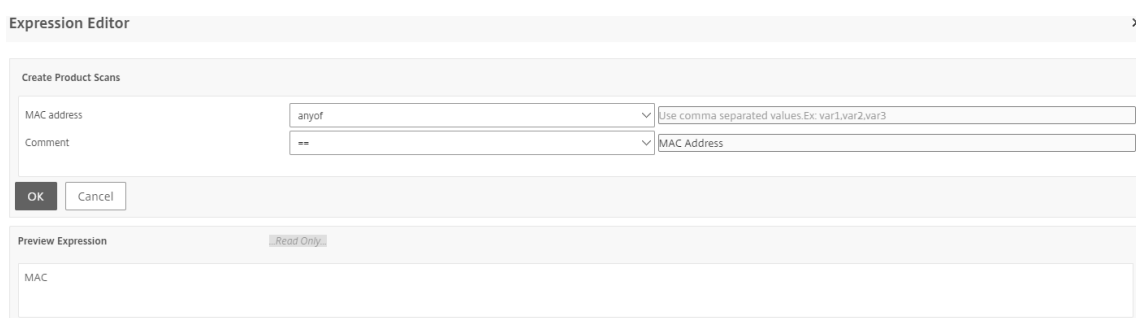 Expression Editor
Create Product Scans
MAC address anyof Use comma separated values.Ex: var1,var2,var3
Comment == MAC Address
OK Cancel
Preview Expression ...Read Only...
MAC